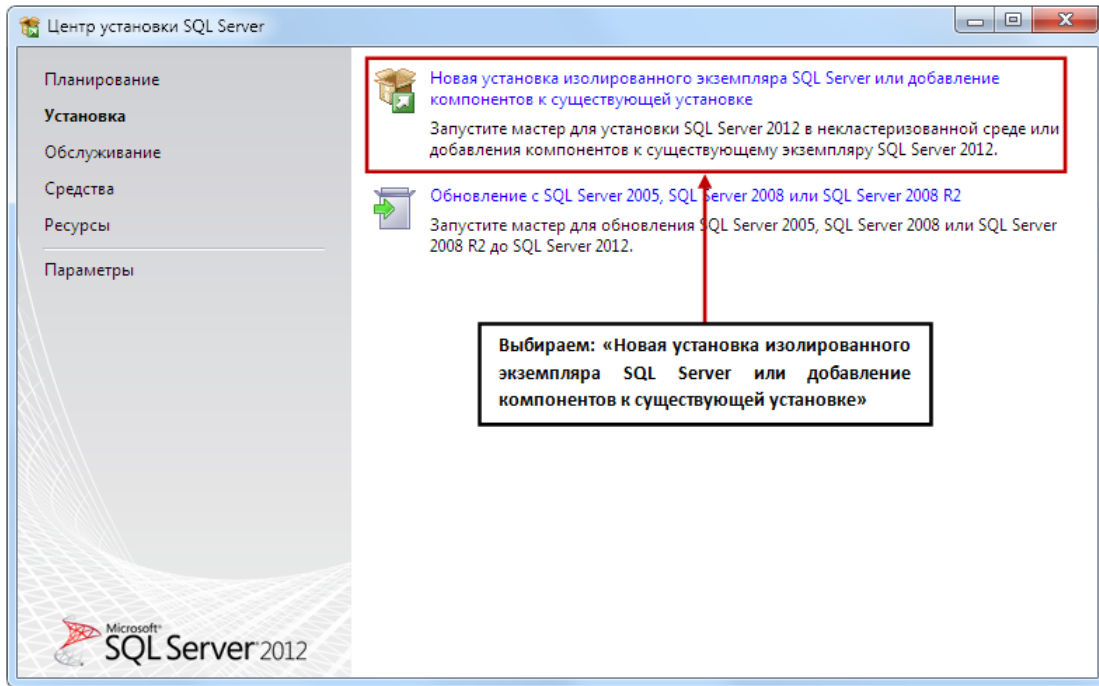 Центр установки SQL Server
Планирование
Установка
Обслуживание
Средства
Ресурсы
Параметры
Новая установка изолированного экземпляра SQL Server или добавление
компонентов к существующей установке
Запустите мастер для установки SQL Server 2012 в некластеризованной среде или
добавления компонентов к существующему экземпляру SQL Server 2012.
Обновление с SQL Server 2005, SQL Server 2008 или SQL Server 2008 R2
Запустите мастер для обновления SQL Server 2005, SQL Server 2008 или SQL Server
2008 R2 до SQL Server 2012.
Выбираем: «Новая установка изолированного
экземпляра SQL Server или добавление
компонентов к существующей установке»
Microsoft
SQL Server 2012